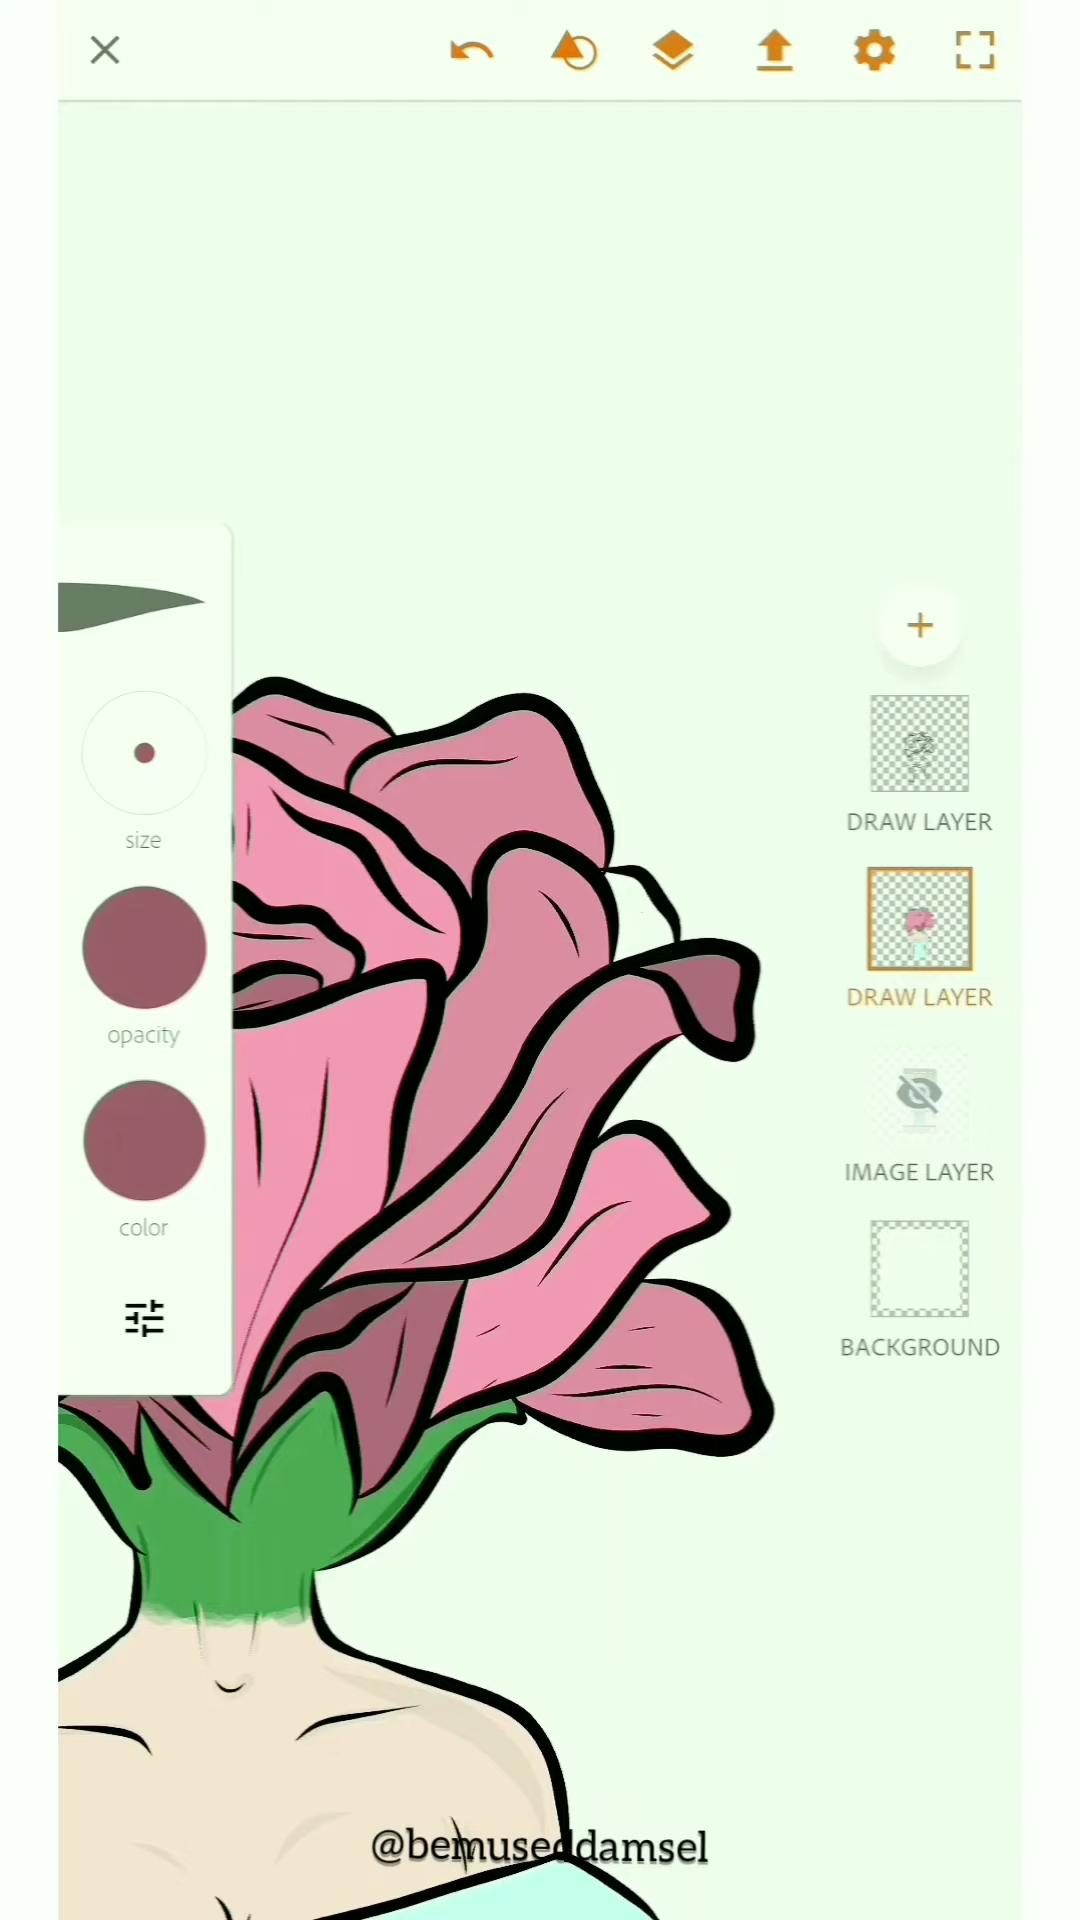 size
DRAW LAYER
DRAW LAYER
opacity
IMAGE LAYER
color
BACKGROUND
@bemuseddamsel